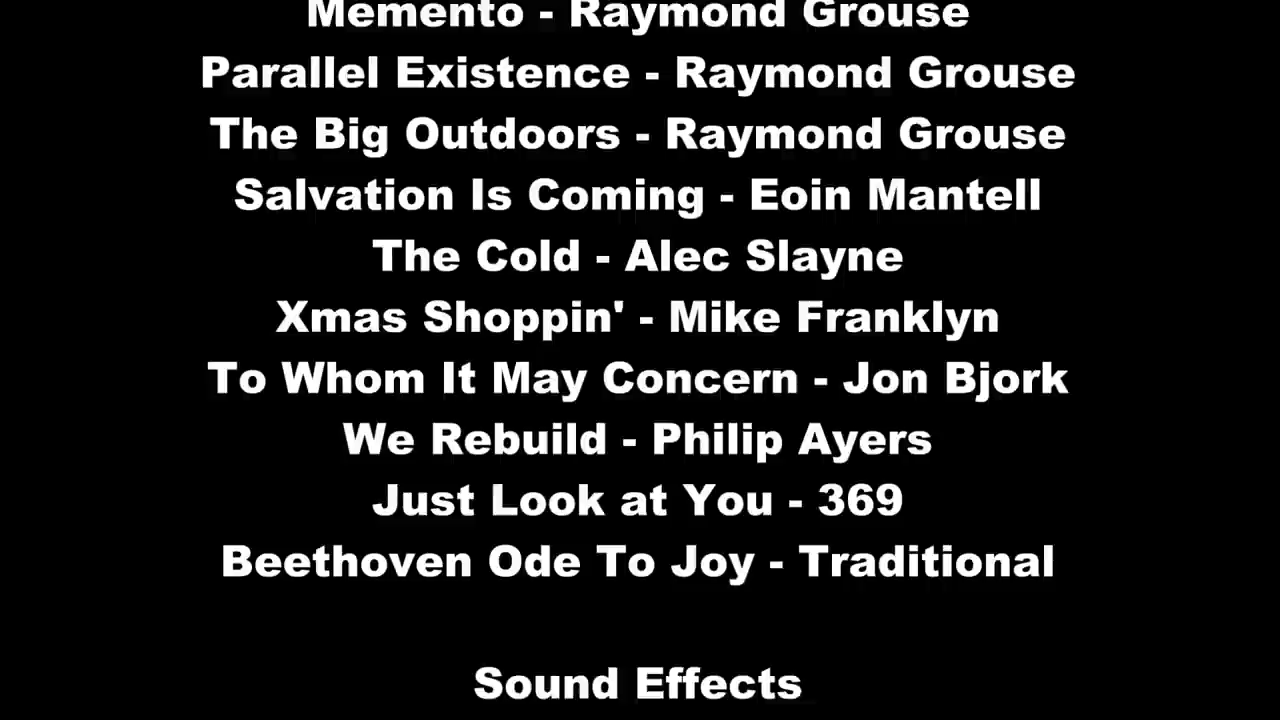 Memento - Raymond Grouse
Parallel Existence - Raymond Grouse
The Big Outdoors - Raymond Grouse
Salvation Is Coming - Eoin Mantell
The Cold - Alec Slayne
Xmas Shoppin' - Mike Franklyn
To Whom It May Concern - Jon Bjork
We Rebuild - Philip Ayers
Just Look at You - 369
Beethoven Ode To Joy - Traditional
Sound Effects